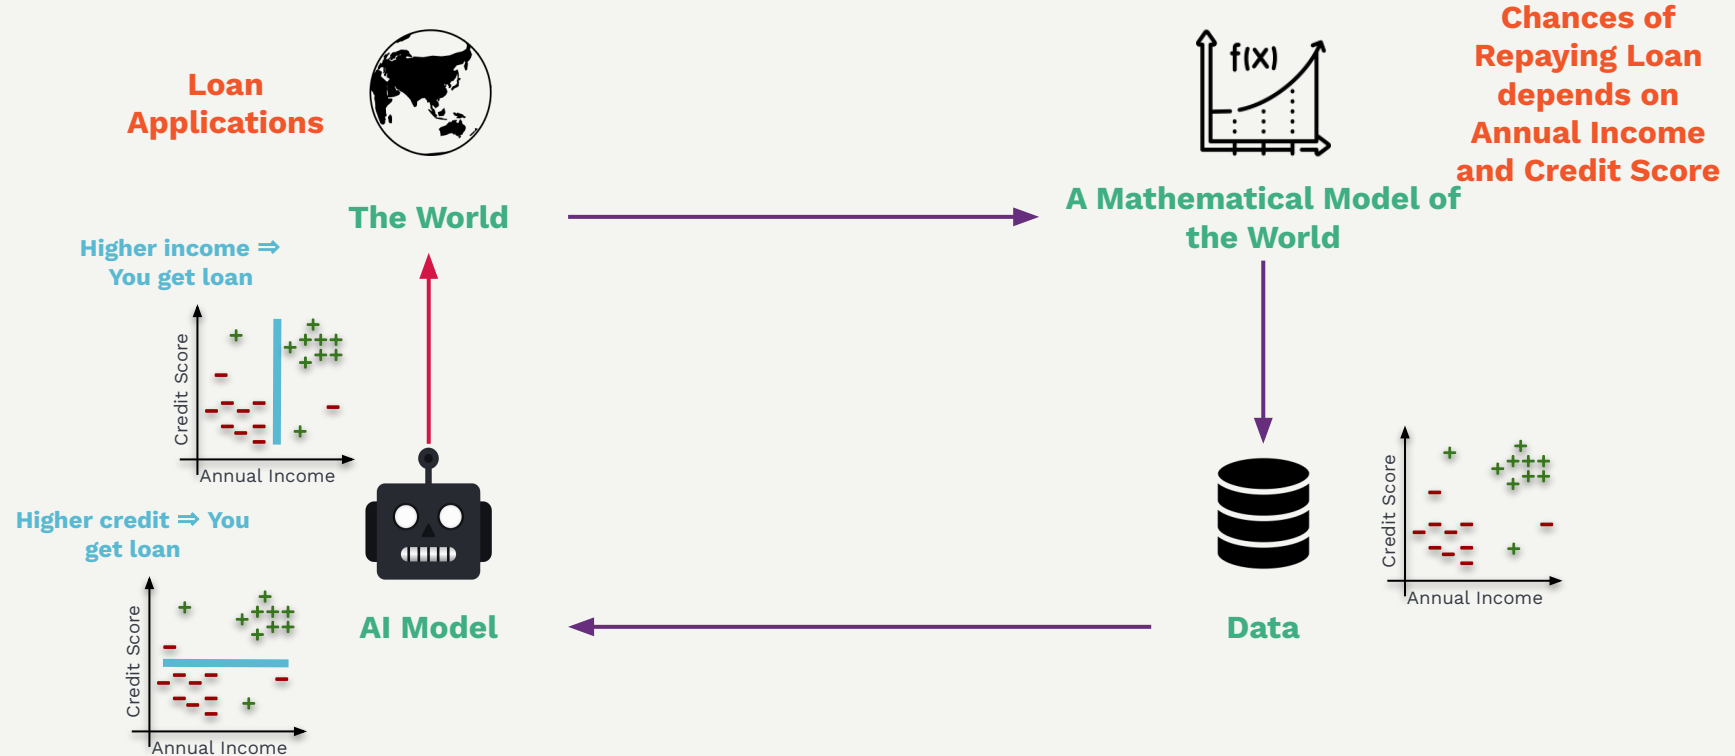 Loan
Applications
The World
f(x)
A Mathematical Model of
the World
Chances of
Repaying Loan
depends on
Annual Income
and Credit Score
Higher income ⇒
You get loan
Credit Score
Annual Income
Higher credit ⇒ You
get loan
Credit Score
Annual Income
AI Model
Data
Credit Score
Annual Income